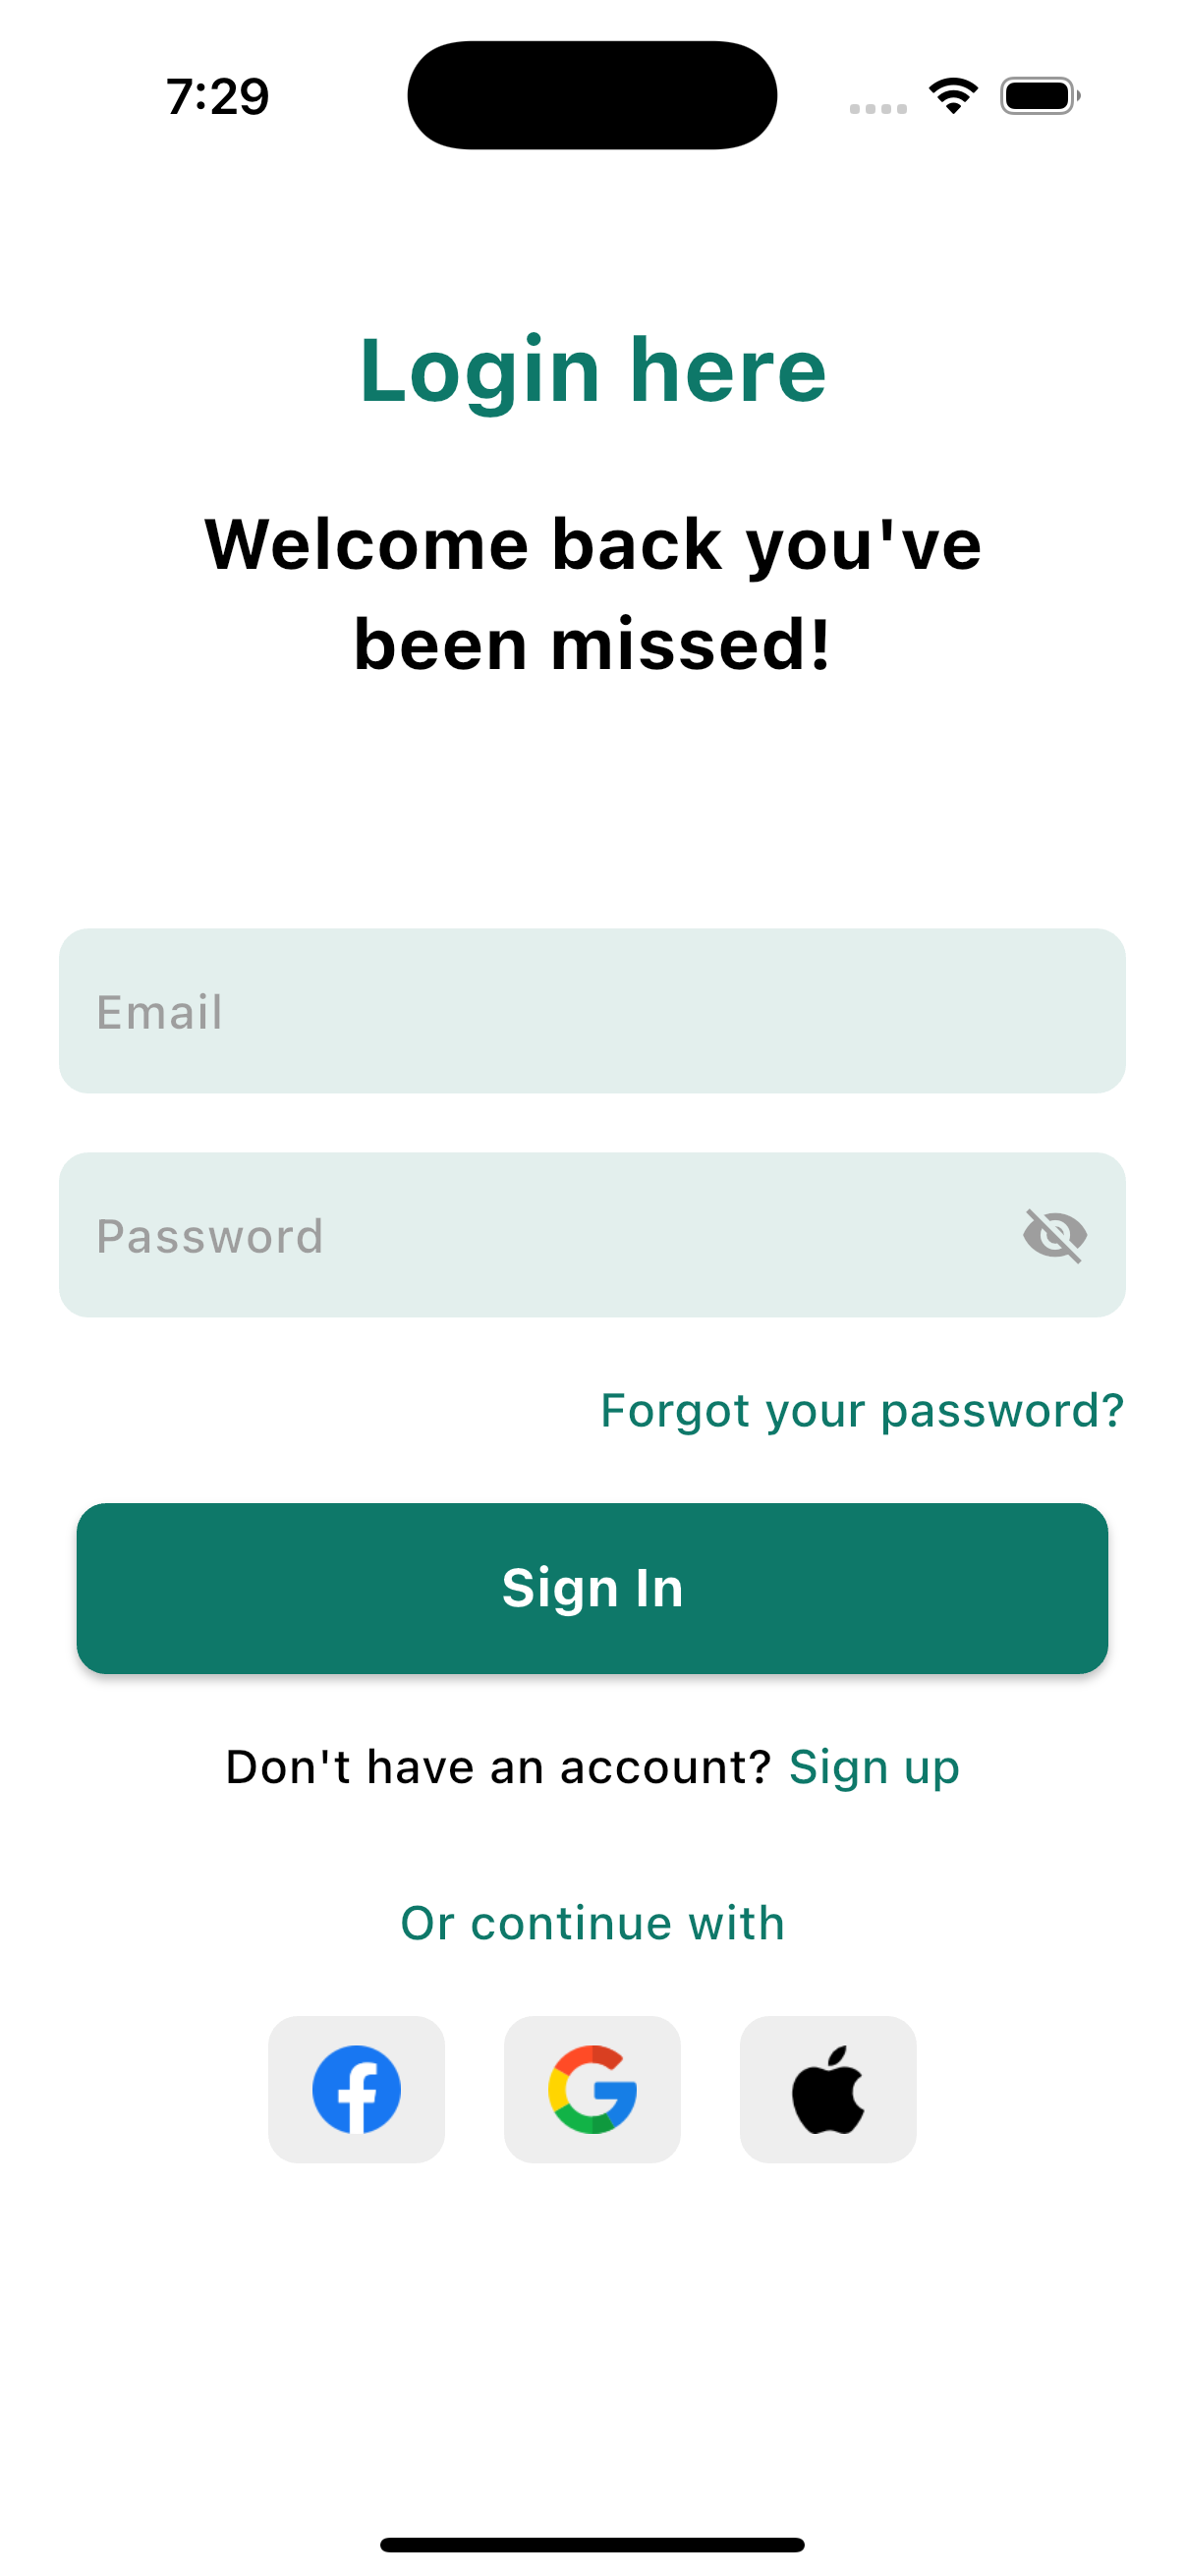 7:29
Login here
Welcome back you've
been missed!
Email
Password
Forgot your password?
Sign In
Don't have an account? Sign up
Or continue with